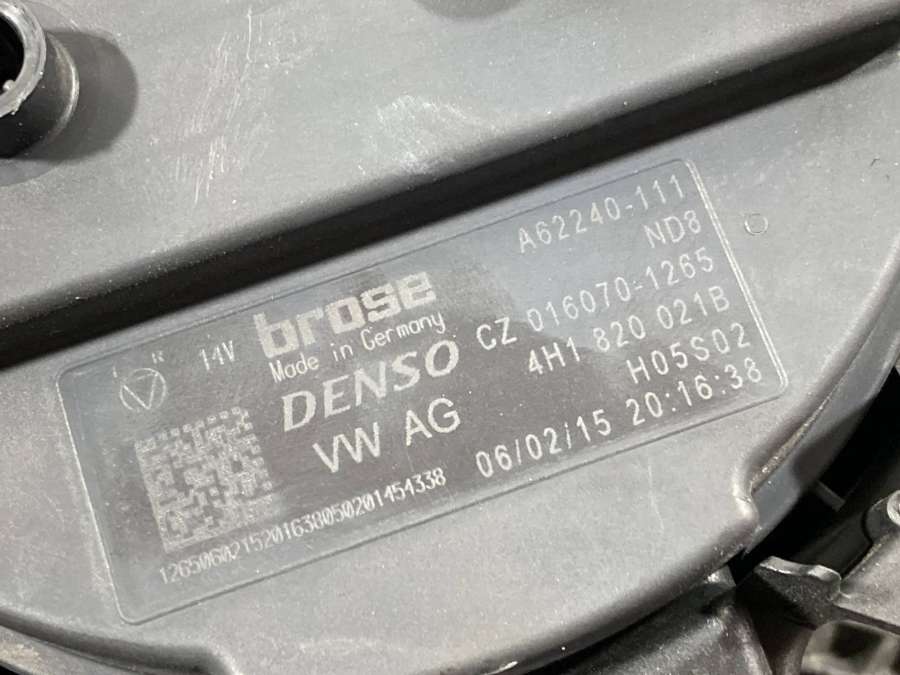 A62240-111
ND8
L R 14V brose
Made in Germany
CZ 016070-1265
DENSO 4H1 820 021B
H05S02
VW AG
06/02/15 20:16:38
1265060215201638050201454338